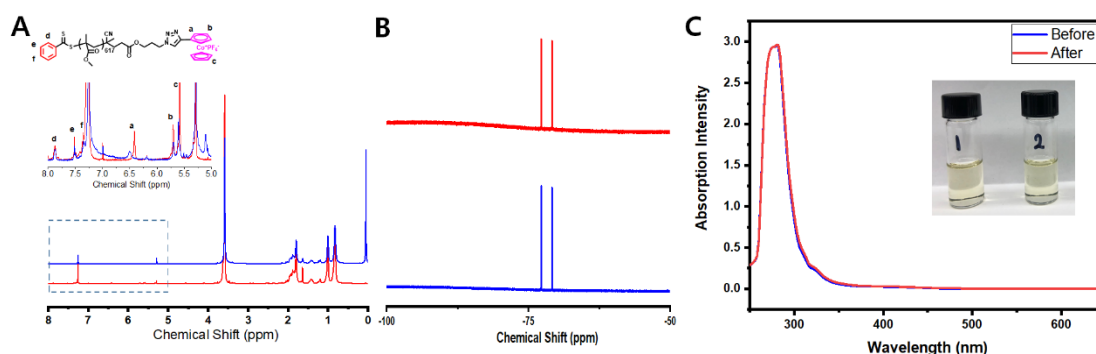 A
B
C
S
S
CN
61
O
O
O
O
N=N
N
a
b
Co⁺PF₆⁻
c
d
e
f
d
e
f
a
b
c
8.0 7.5 7.0 6.5 6.0 5.5 5.0
Chemical Shift (ppm)
8 7 6 5 4 3 2 1 0
Chemical Shift (ppm)
-100 -75 -50
Chemical Shift (ppm)
Before
After
Absorption Intensity
3.0
2.5
2.0
1.5
1.0
0.5
0.0
1
2
300 400 500 600
Wavelength (nm)